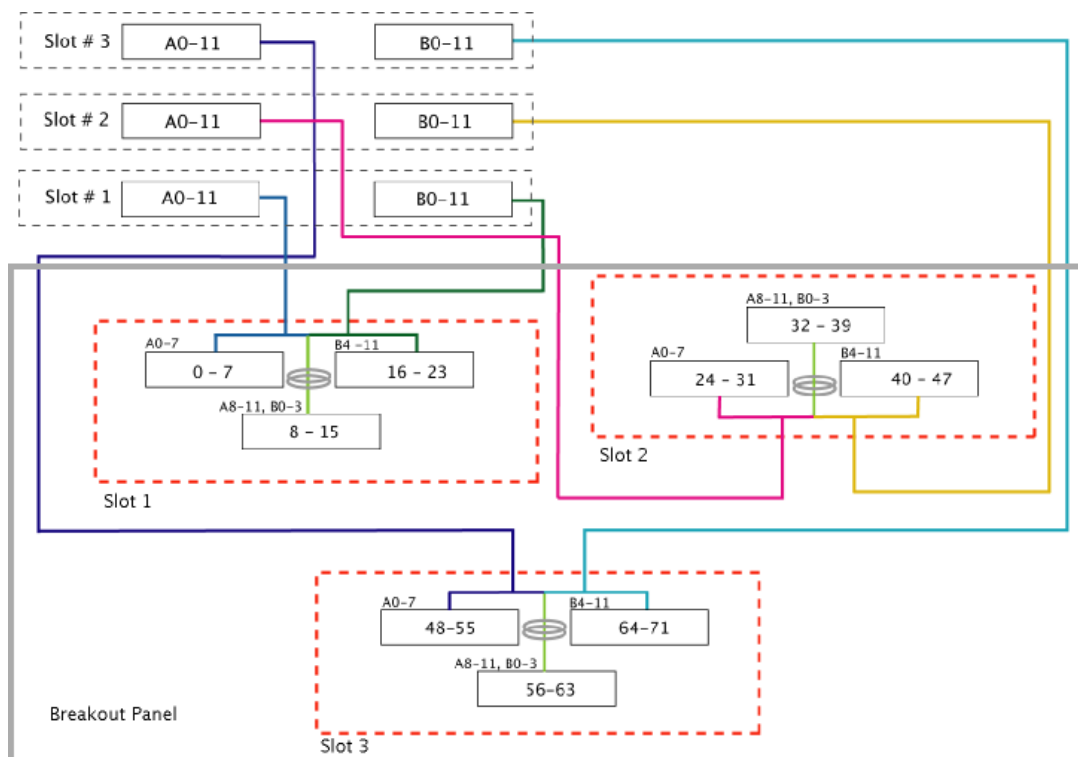 Slot # 3 A0-11 B0-11
Slot # 2 A0-11 B0-11
Slot # 1 A0-11 B0-11
A0-7
0 - 7
B4 -11
16 - 23
A8-11, B0-3
8 - 15
Slot 1
A8-11, B0-3
32 - 39
A0-7
24 - 31
B4-11
40 - 47
Slot 2
A0-7
48-55
B4-11
64-71
A8-11, B0-3
56-63
Slot 3
Breakout Panel